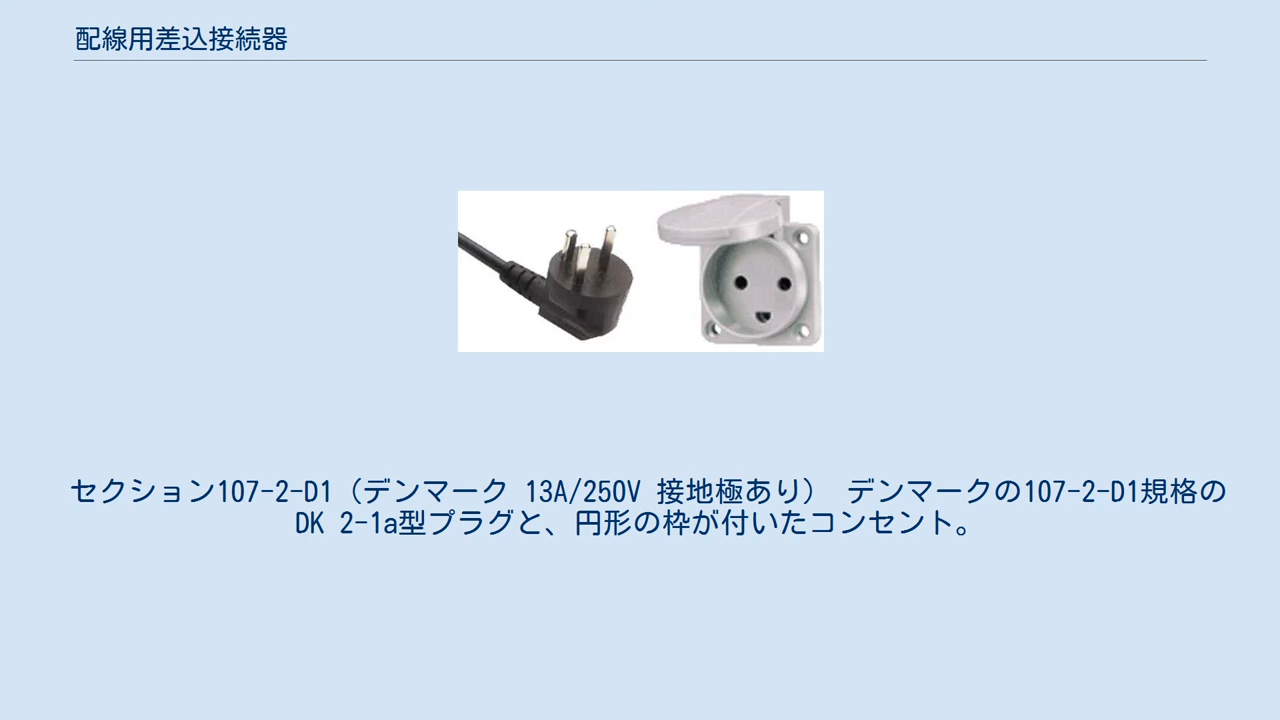 配線用差込接続器
セクション107-2-D1（デンマーク 13A/250V 接地極あり） デンマークの107-2-D1規格の
DK 2-1a型プラグと、円形の枠が付いたコンセント。